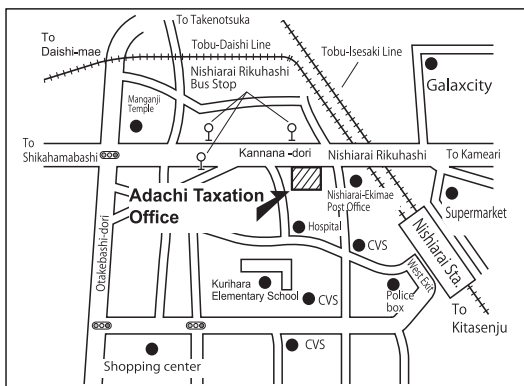 To Takenotsuka
To
Daishi-mae
Tobu-Daishi Line
Tobu-Isesaki Line
Nishiarai Rikuhashi
Bus Stop
Galaxcity
Manganji
Temple
To
Shikahamabashi
Kannana -dori
Nishiarai Rikuhashi
To Kameari
Adachi Taxation
Office
Nishiarai-Ekimae
Post Office
Supermarket
Otakebashi-dori
Hospital
CVS
Nishiarai Sta.
West Exit
Kurihara
Elementary School
CVS
Police
box
To
Kitasenju
Shopping center
CVS